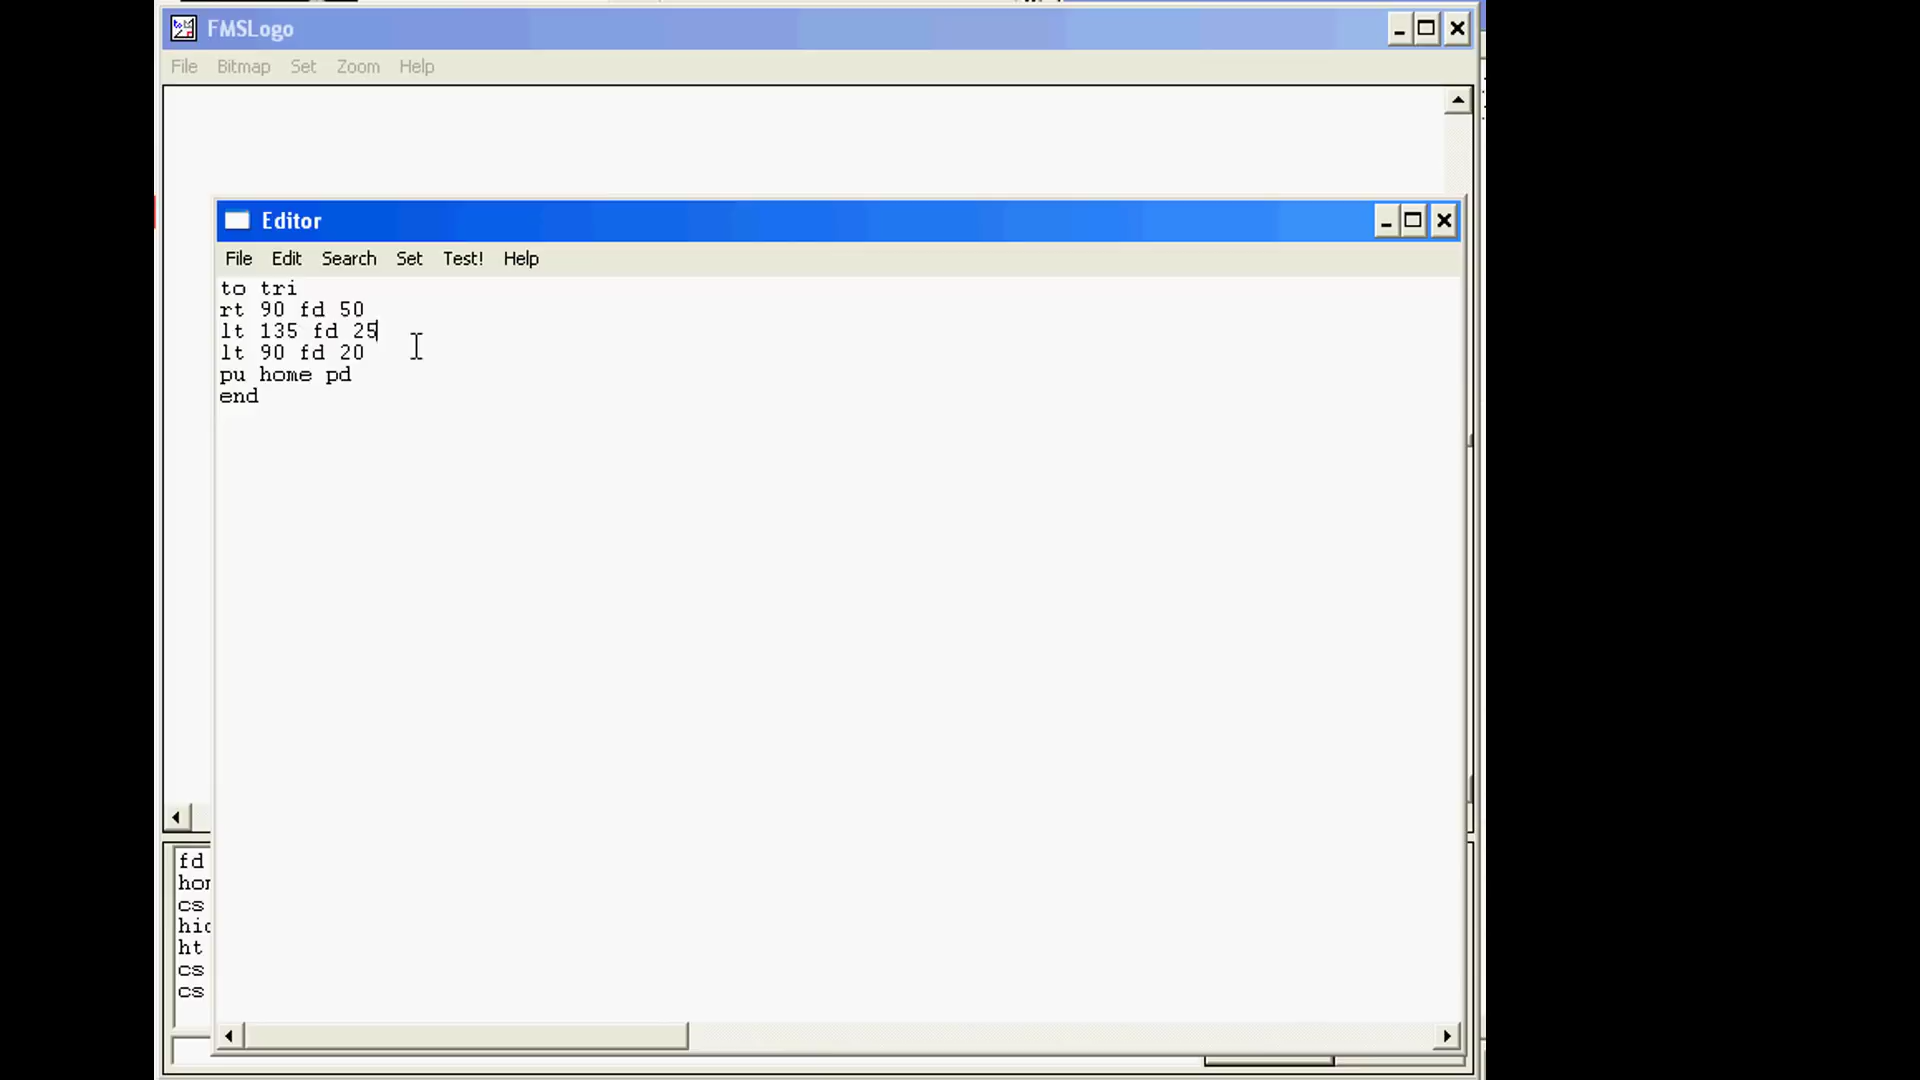 FMSLogo
File Bitmap Set Zoom Help
Editor
File Edit Search Set Test! Help
to tri
rt 90 fd 50
lt 135 fd 25
lt 90 fd 20
pu home pd
end
fd
cs
ht
cs
cs